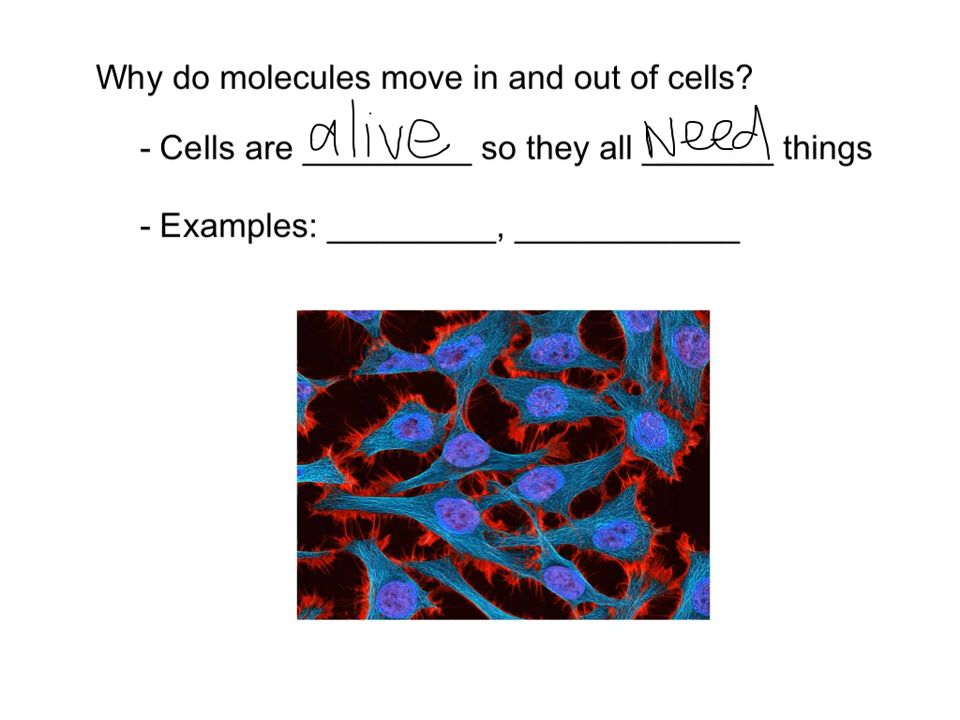 Why do molecules move in and out of cells?
- Cells are alive so they all Need things
- Examples: _________, ____________